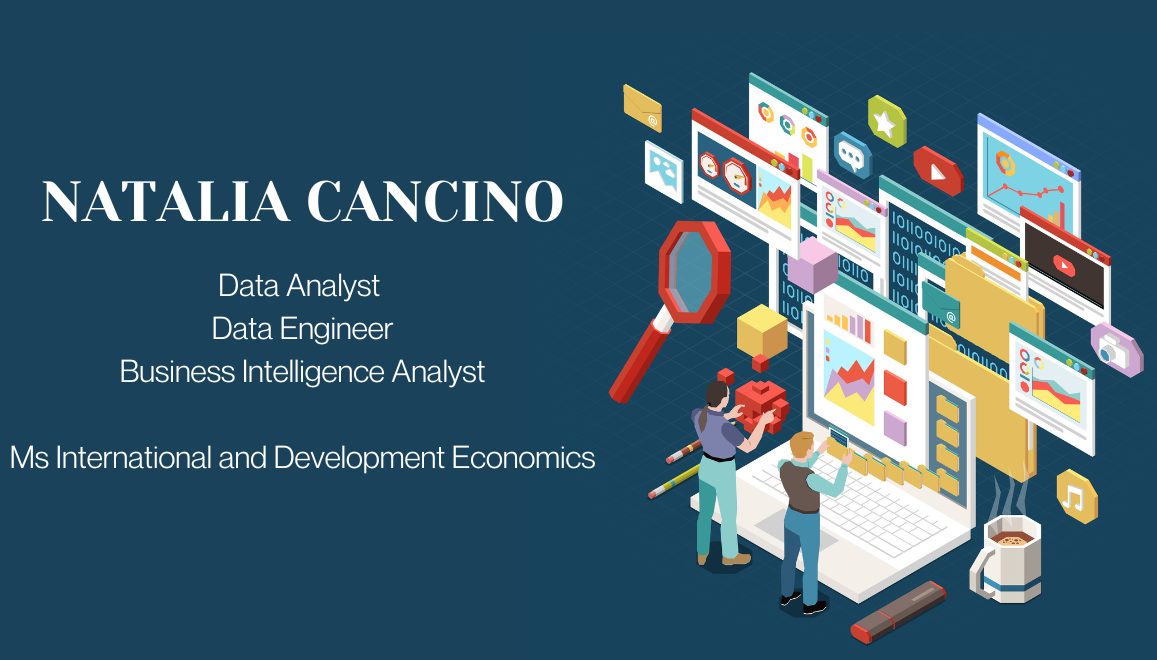 NATALIA CANCINO
Data Analyst
Data Engineer
Business Intelligence Analyst
Ms International and Development Economics